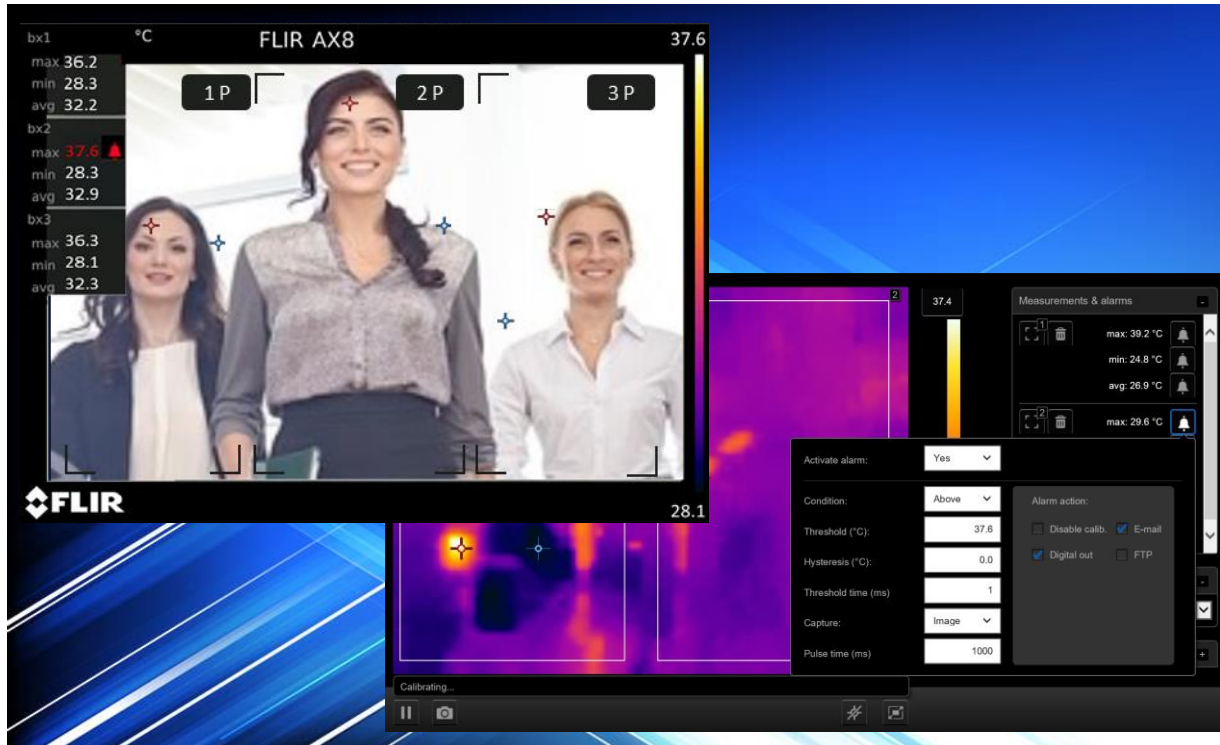 bx1 °C FLIR AX8 37.6
max 36.2
min 28.3
avg 32.2
bx2
max 37.6
min 28.3
avg 32.9
bx3
max 36.3
min 28.1
avg 32.3
1 P 2 P 3 P
FLIR 28.1
2 37.4 Measurements & alarms -
1 max: 39.2 °C
min: 24.8 °C
avg: 26.9 °C
2 max: 29.6 °C
Activate alarm: Yes
Condition: Above
Threshold (°C): 37.6
Hysteresis (°C): 0.0
Threshold time (ms) 1
Capture: Image
Pulse time (ms) 1000
Alarm action:
Disable calib. E-mail
Digital out FTP
Calibrating...